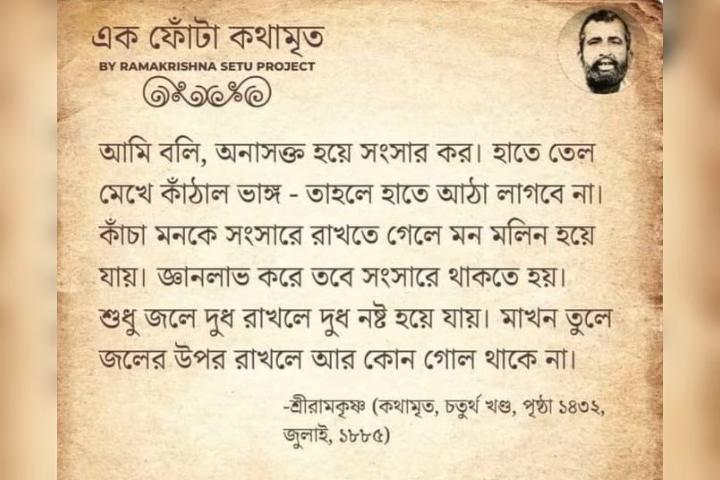 এক ফোঁটা কথামৃত
BY RAMAKRISHNA SETU PROJECT
আমি বলি, অনাসক্ত হয়ে সংসার কর। হাতে তেল
মেখে কাঁঠাল ভাঙ্গ - তাহলে হাতে আঠা লাগবে না।
কাঁচা মনকে সংসারে রাখতে গেলে মন মলিন হয়ে
যায়। জ্ঞানলাভ করে তবে সংসারে থাকতে হয়।
শুধু জলে দুধ রাখলে দুধ নষ্ট হয়ে যায়। মাখন তুলে
জলের উপর রাখলে আর কোন গোল থাকে না।
-শ্রীরামকৃষ্ণ (কথামৃত, চতুর্থ খণ্ড, পৃষ্ঠা ১৪৩২,
জুলাই, ১৮৮৫)